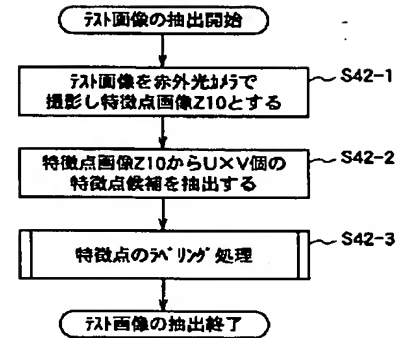 テスト画像の抽出開始
テスト画像を赤外光カメラで
撮影し特徴点画像Z10とする
S42-1
特徴点画像Z10からU×V個の
特徴点候補を抽出する
S42-2
特徴点のラベリング処理
S42-3
テスト画像の抽出終了